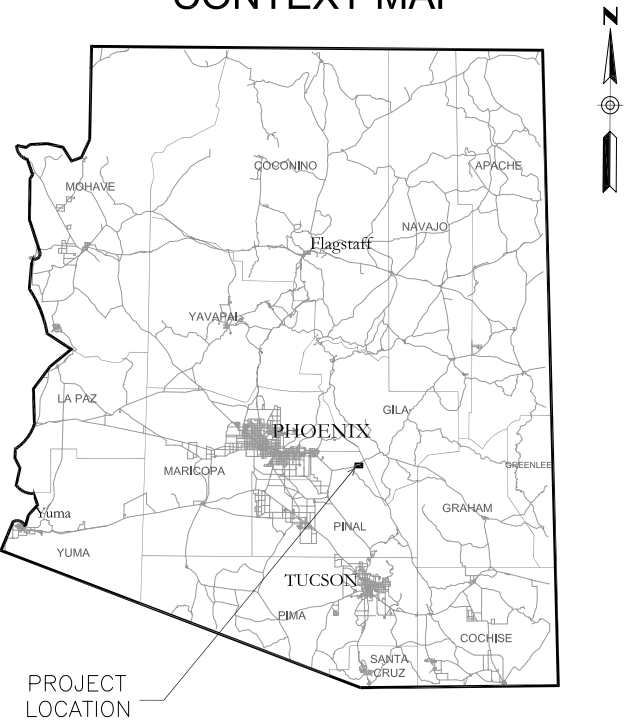 CONTEXT MAP
N
COCONINO
APACHE
MOHAVE
NAVAJO
Flagstaff
YAVAPAI
LA PAZ
GILA
PHOENIX
GREENLEE
MARICOPA
GRAHAM
Yuma
PINAL
YUMA
TUCSON
PIMA
COCHISE
SANTA
CRUZ
PROJECT
LOCATION